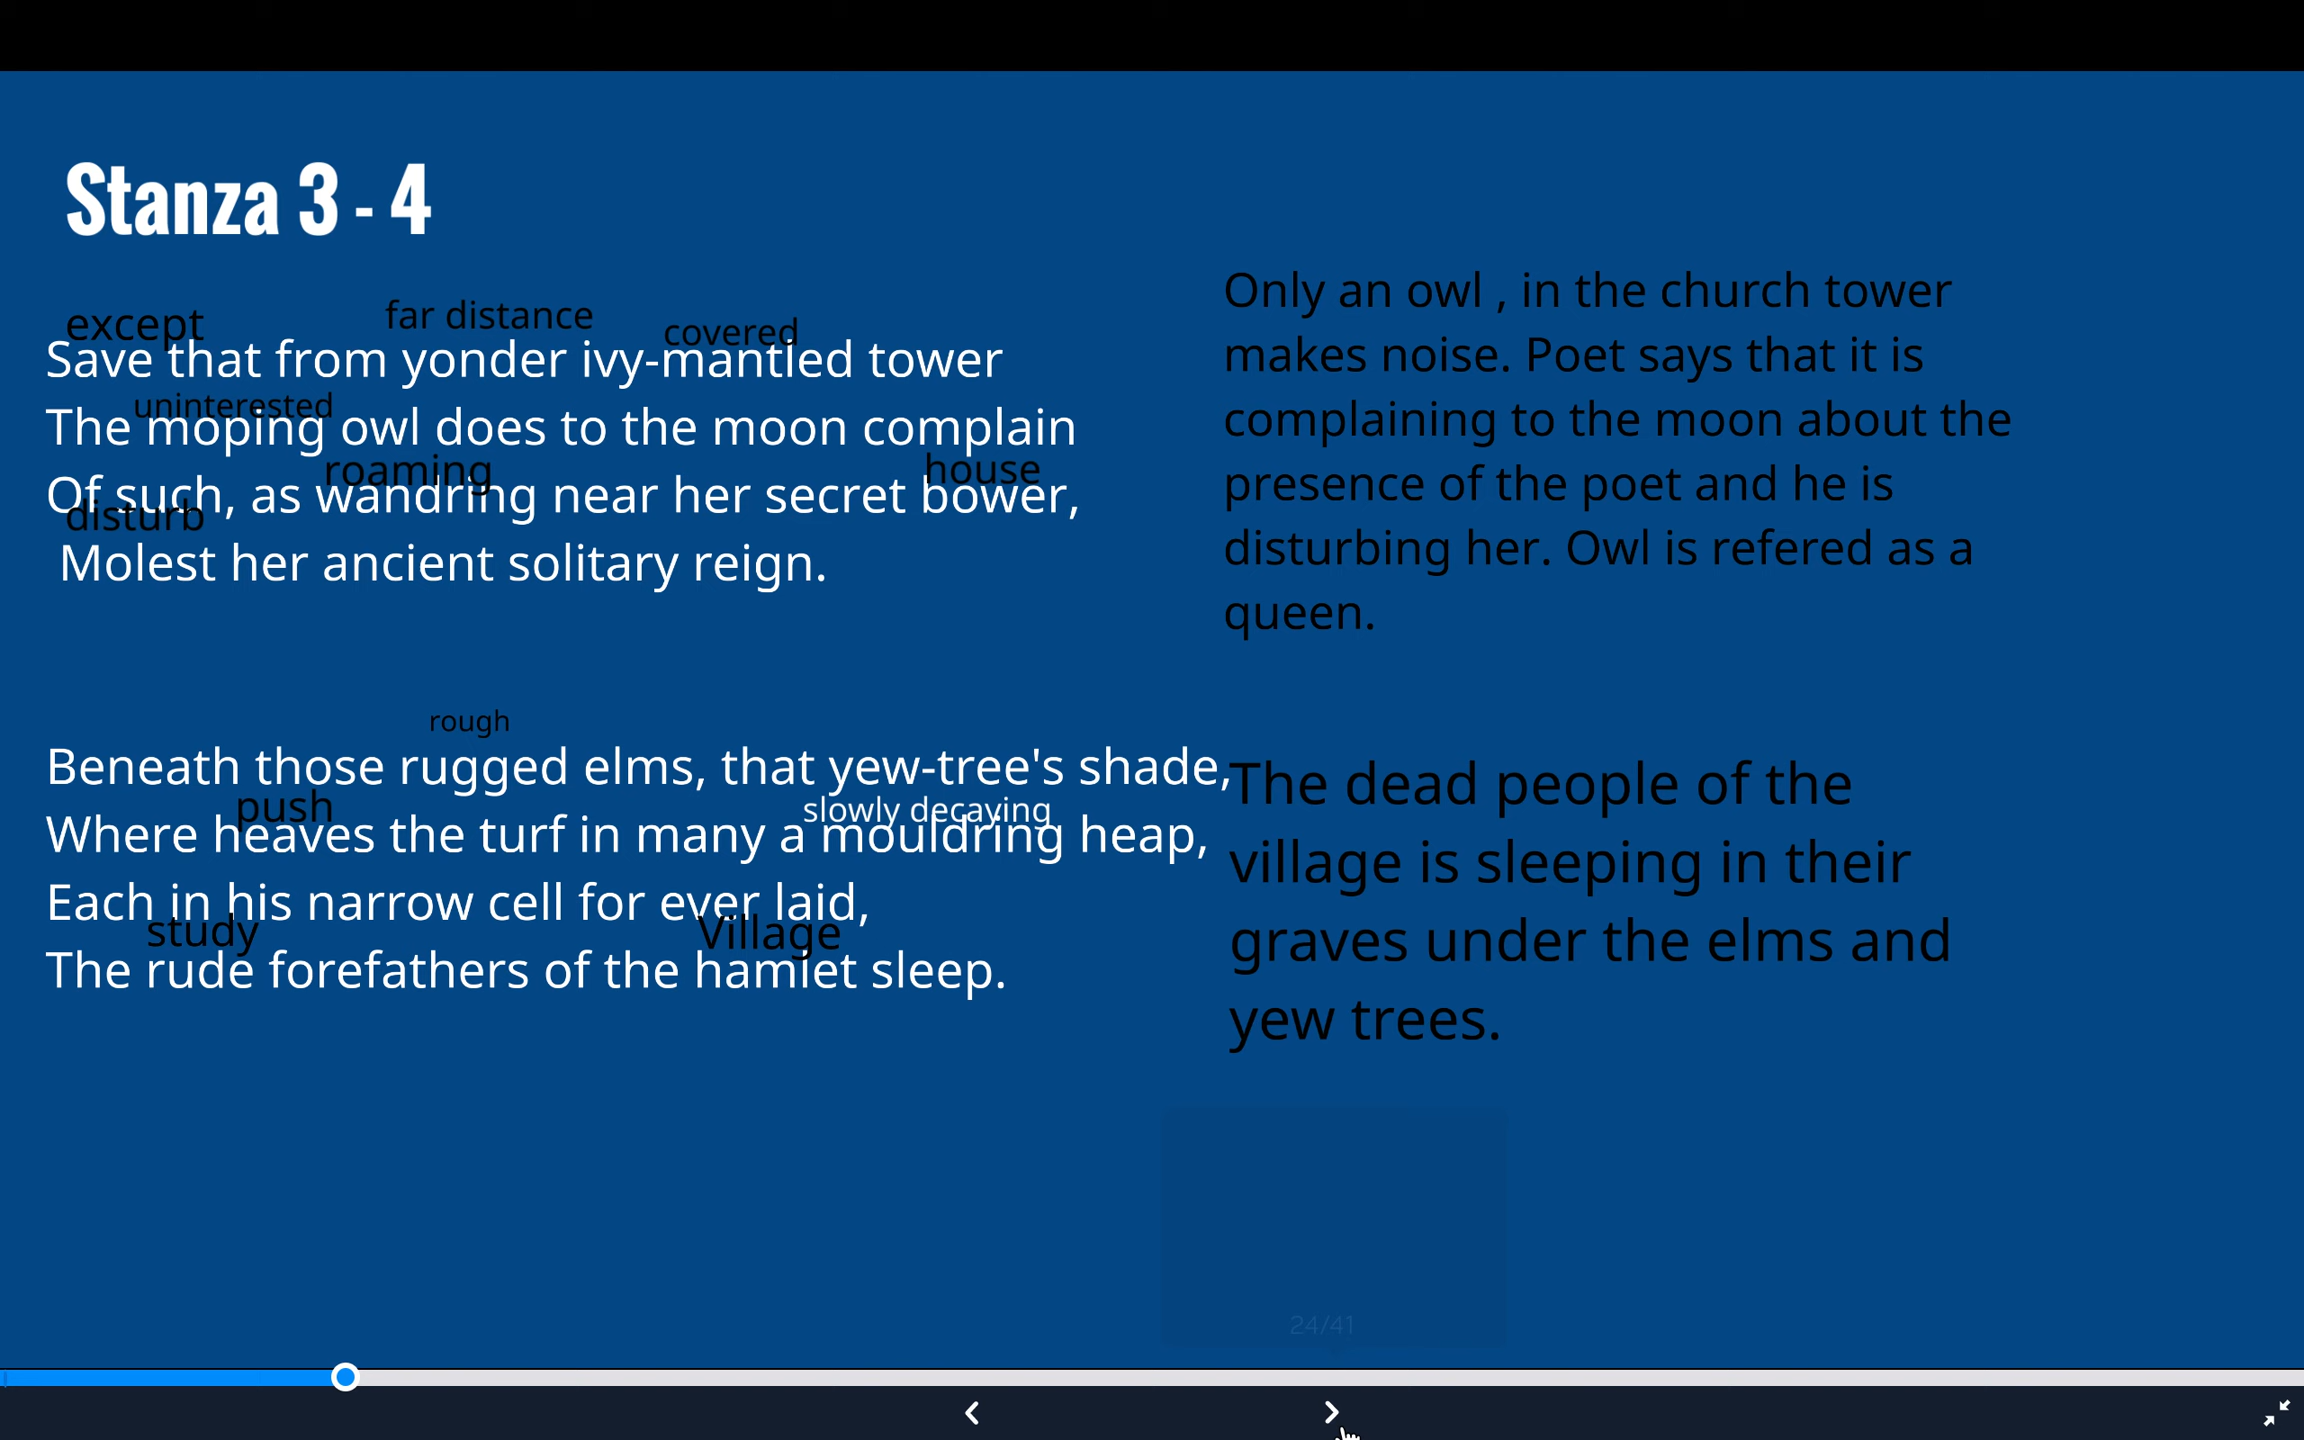 Stanza 3 - 4
except far distance covered
Save that from yonder ivy-mantled tower
uninterested
The moping owl does to the moon complain
roaming house
Of such, as wandring near her secret bower,
disturb
Molest her ancient solitary reign.
Only an owl , in the church tower
makes noise. Poet says that it is
complaining to the moon about the
presence of the poet and he is
disturbing her. Owl is refered as a
queen.
rough
Beneath those rugged elms, that yew-tree's shade,
push slowly decaying
Where heaves the turf in many a mouldring heap,
Each in his narrow cell for ever laid,
study Village
The rude forefathers of the hamlet sleep.
The dead people of the
village is sleeping in their
graves under the elms and
yew trees.
24/41